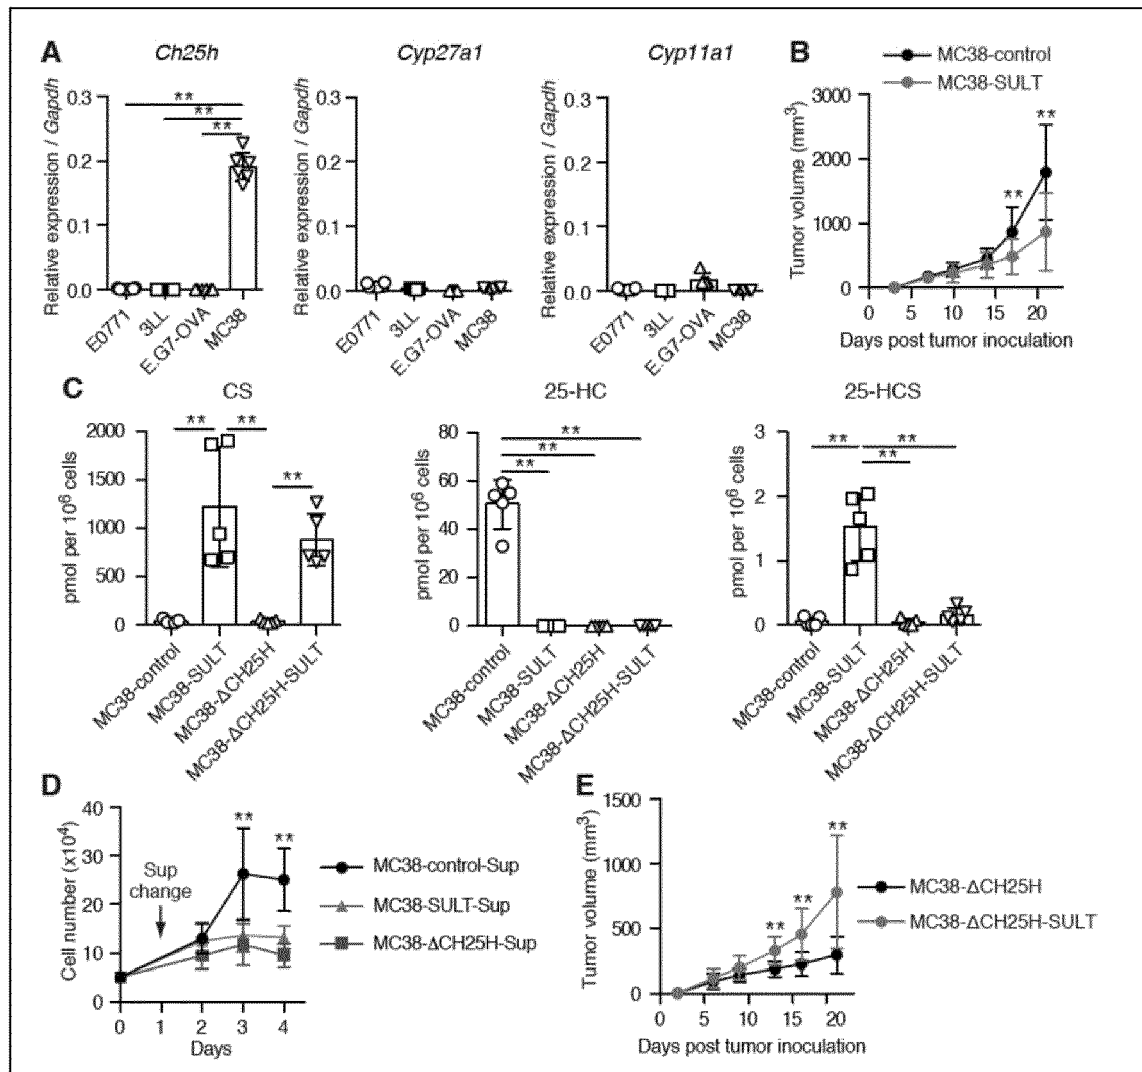 A
Ch25h
Cyp27a1
Cyp11a1
Relative expression / Gapdh
0.3
0.2
0.1
0.0
**
**
**
E0771
3LL
E.G7-OVA
MC38
Relative expression / Gapdh
0.3
0.2
0.1
0.0
E0771
3LL
E.G7-OVA
MC38
Relative expression / Gapdh
0.3
0.2
0.1
0.0
E0771
3LL
E.G7-OVA
MC38
B
MC38-control
MC38-SULT
Tumor volume (mm³)
3000
2000
1000
0
**
**
0 5 10 15 20
Days post tumor inoculation
C
CS
pmol per 10⁶ cells
2000
1500
1000
500
0
** **
**
MC38-control
MC38-SULT
MC38-ΔCH25H
MC38-ΔCH25H-SULT
25-HC
pmol per 10⁶ cells
80
60
40
20
0
**
**
**
MC38-control
MC38-SULT
MC38-ΔCH25H
MC38-ΔCH25H-SULT
25-HCS
pmol per 10⁶ cells
3
2
1
0
** **
**
MC38-control
MC38-SULT
MC38-ΔCH25H
MC38-ΔCH25H-SULT
D
Cell number (x10⁴)
40
30
20
10
0
Sup
change
** **
0 1 2 3 4
Days
MC38-control-Sup
MC38-SULT-Sup
MC38-ΔCH25H-Sup
E
Tumor volume (mm³)
1500
1000
500
0
** ** **
0 5 10 15 20
Days post tumor inoculation
MC38-ΔCH25H
MC38-ΔCH25H-SULT